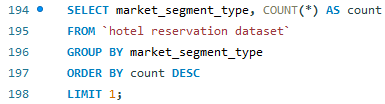 194 SELECT market_segment_type, COUNT(*) AS count
195 FROM `hotel reservation dataset`
196 GROUP BY market_segment_type
197 ORDER BY count DESC
198 LIMIT 1;